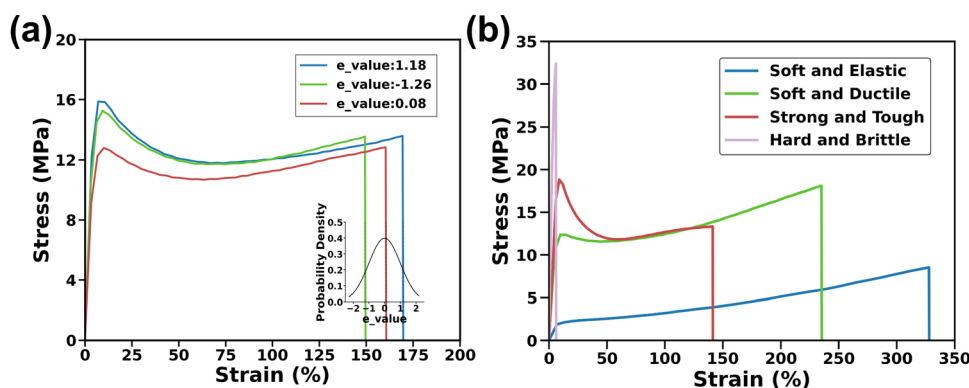 (a)
20
16
12
8
4
0
Stress (MPa)
e_value:1.18
e_value:-1.26
e_value:0.08
0.5
0.4
0.3
0.2
0.1
0.0
Probability Density
−2 −1 0 1 2
e_value
0 25 50 75 100 125 150 175 200
Strain (%)
(b)
35
30
25
20
15
10
5
0
Stress (MPa)
Soft and Elastic
Soft and Ductile
Strong and Tough
Hard and Brittle
0 50 100 150 200 250 300 350
Strain (%)